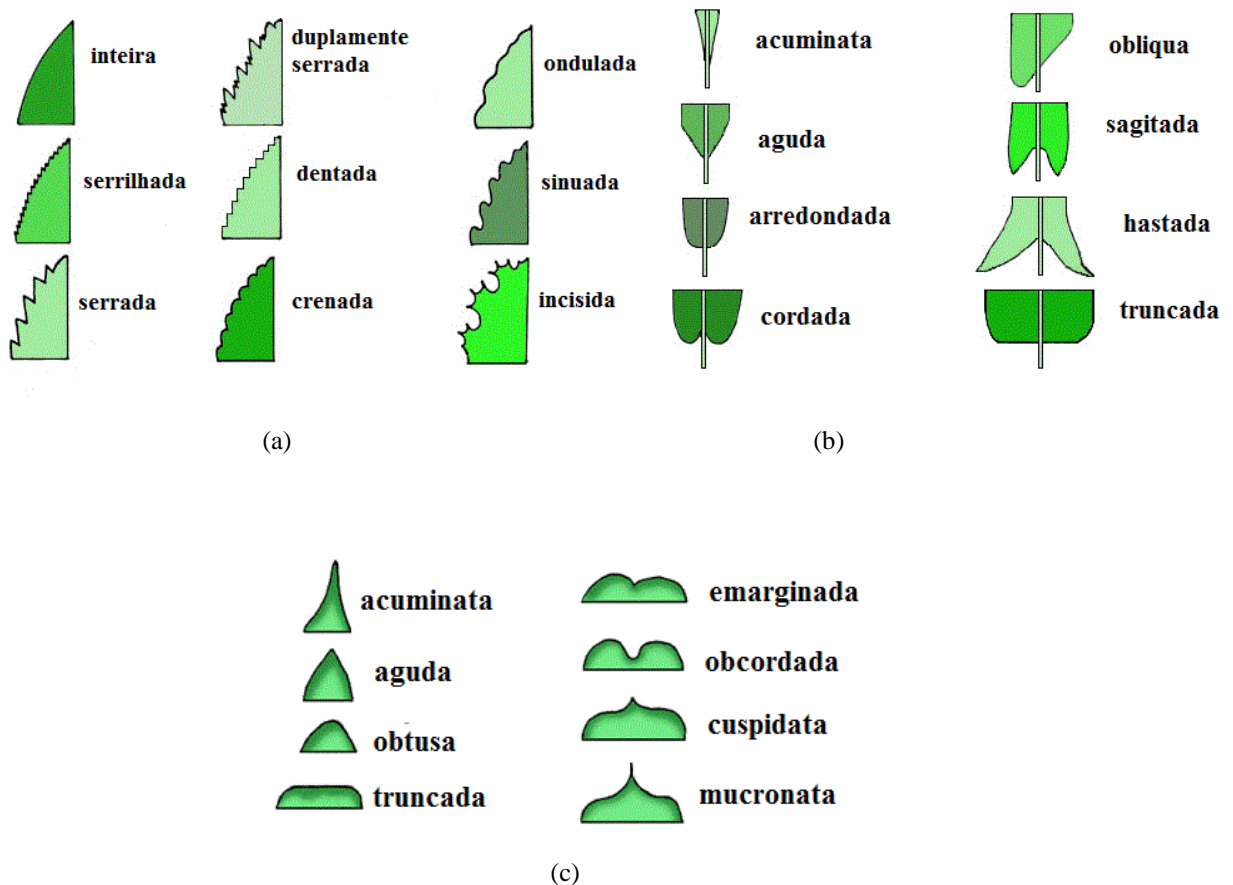 inteira
serrilhada
serrada
duplamente
serrada
dentada
crenada
ondulada
sinuada
incisida
(a)
acuminata
aguda
arredondada
cordada
obliqua
sagitada
hastada
truncada
(b)
acuminata
aguda
obtusa
truncada
emarginada
obcordada
cuspidata
mucronata
(c)